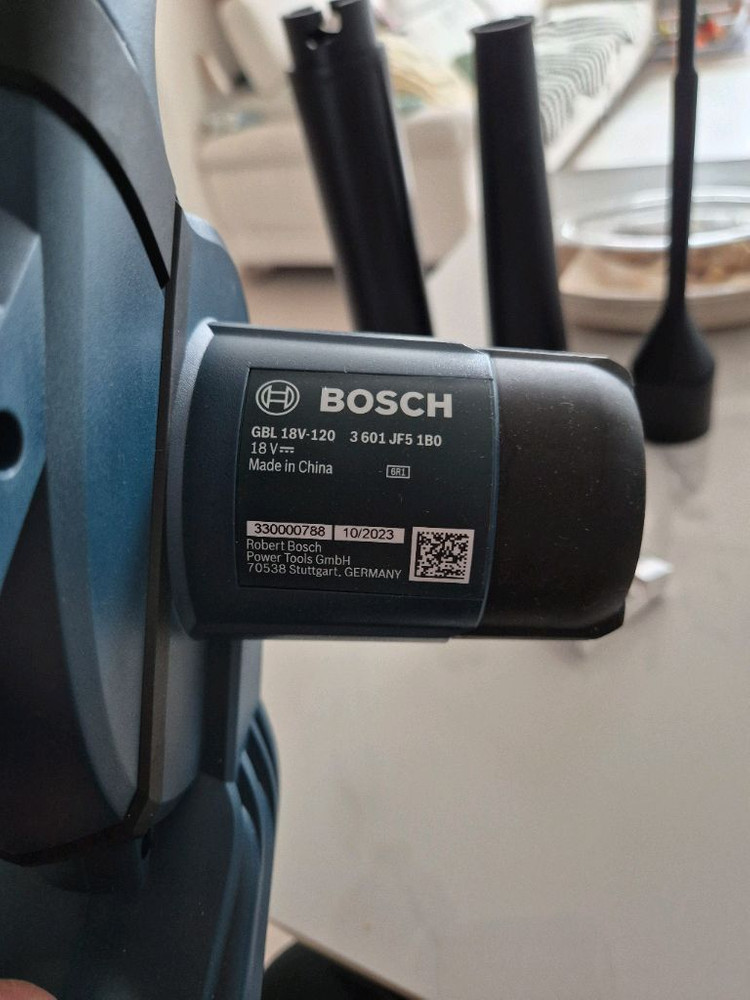 BOSCH
GBL 18V-120 3 601 JF5 1B0
18 V⎓
Made in China 6R1
330000788 10/2023
Robert Bosch
Power Tools GmbH
70538 Stuttgart, GERMANY